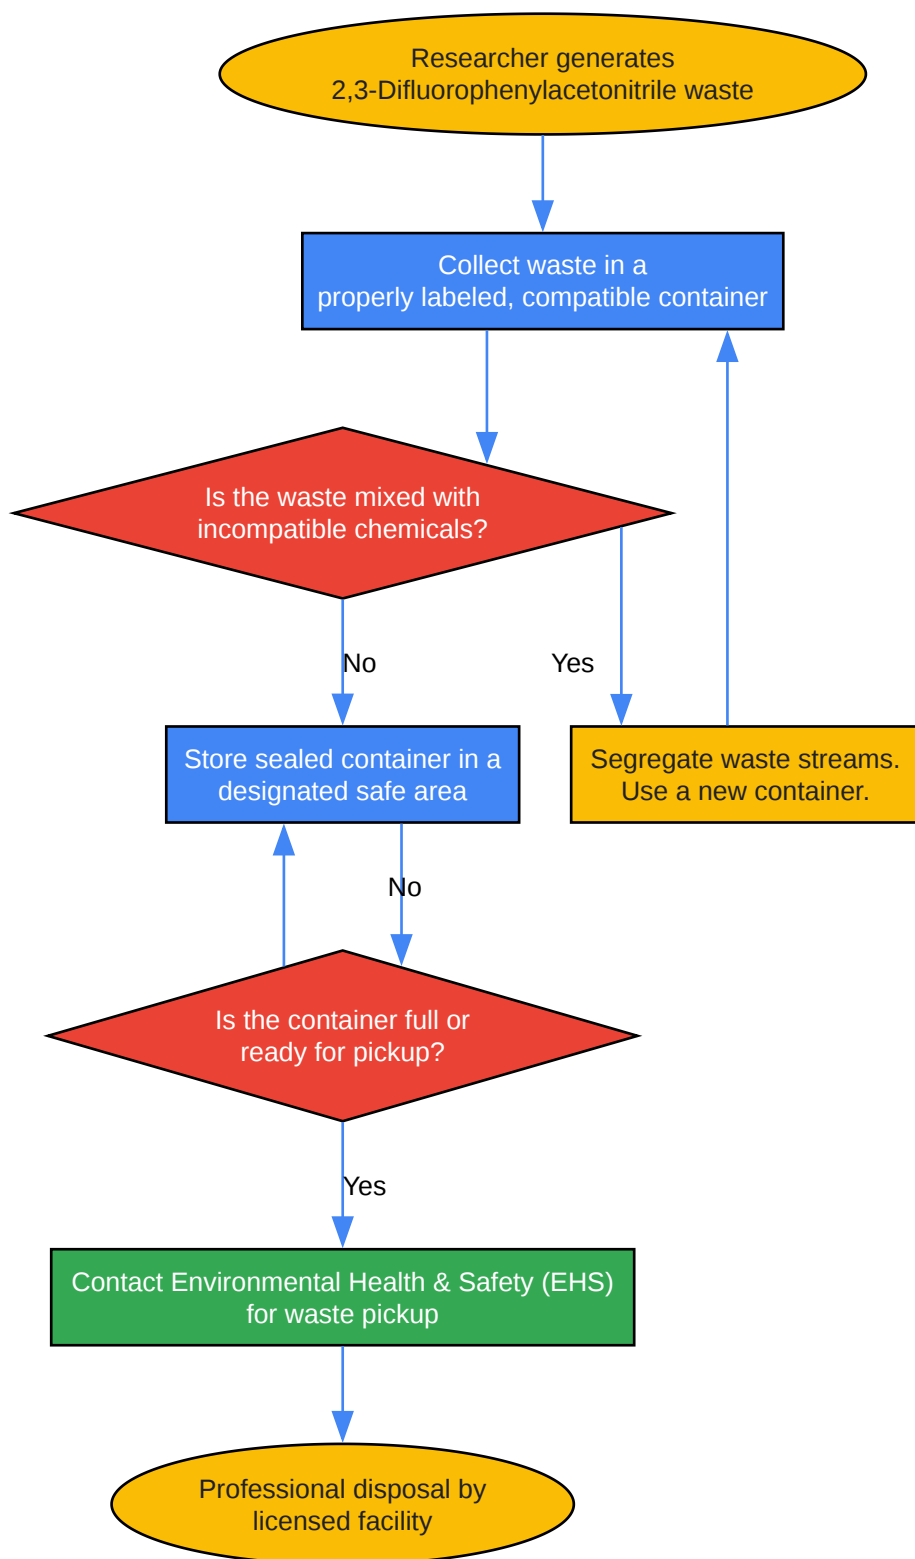 Researcher generates
2,3-Difluorophenylacetonitrile waste
Collect waste in a
properly labeled, compatible container
Is the waste mixed with
incompatible chemicals?
No
Yes
Store sealed container in a
designated safe area
Segregate waste streams.
Use a new container.
No
Is the container full or
ready for pickup?
Yes
Contact Environmental Health & Safety (EHS)
for waste pickup
Professional disposal by
licensed facility